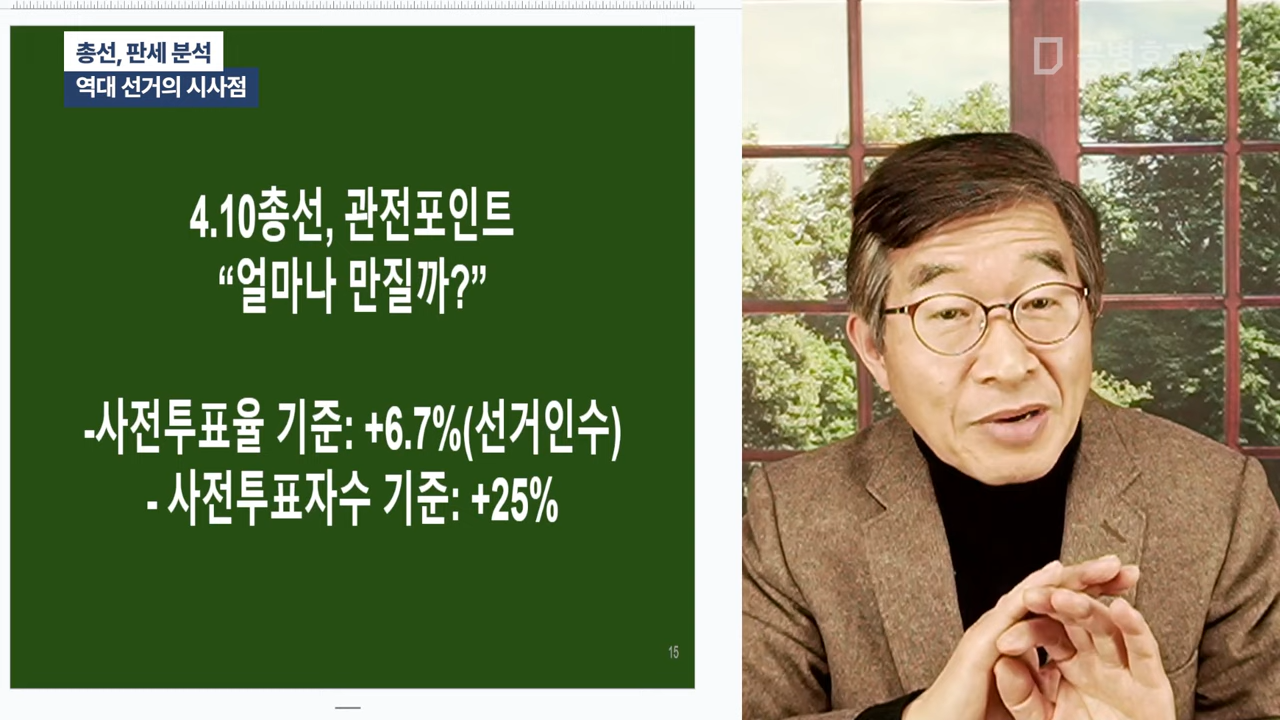 총선, 판세 분석
역대 선거의 시사점
4.10총선, 관전포인트
“얼마나 만질까?”
-사전투표율 기준: +6.7%(선거인수)
- 사전투표자수 기준: +25%
15